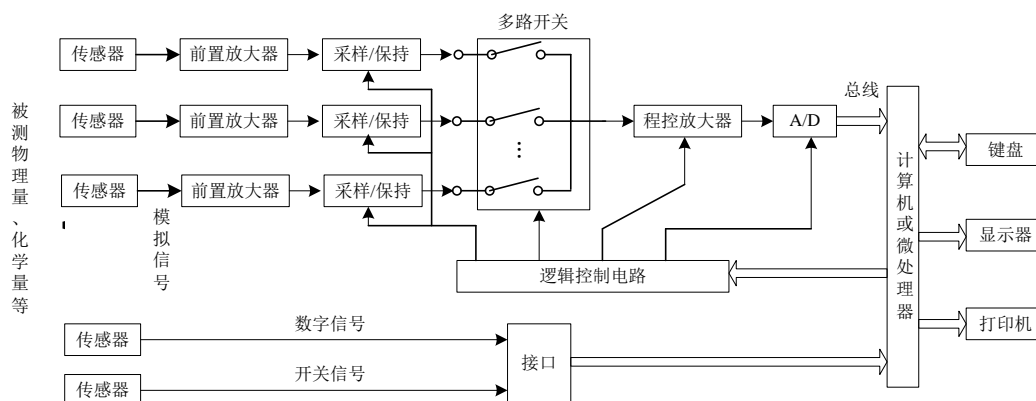 多路开关
传感器
前置放大器
采样/保持
总线
传感器
前置放大器
采样/保持
程控放大器
A/D
键盘
被测物理量、化学量等
传感器
前置放大器
采样/保持
模拟信号
计算机或微处理器
显示器
逻辑控制电路
数字信号
传感器
接口
打印机
开关信号
传感器